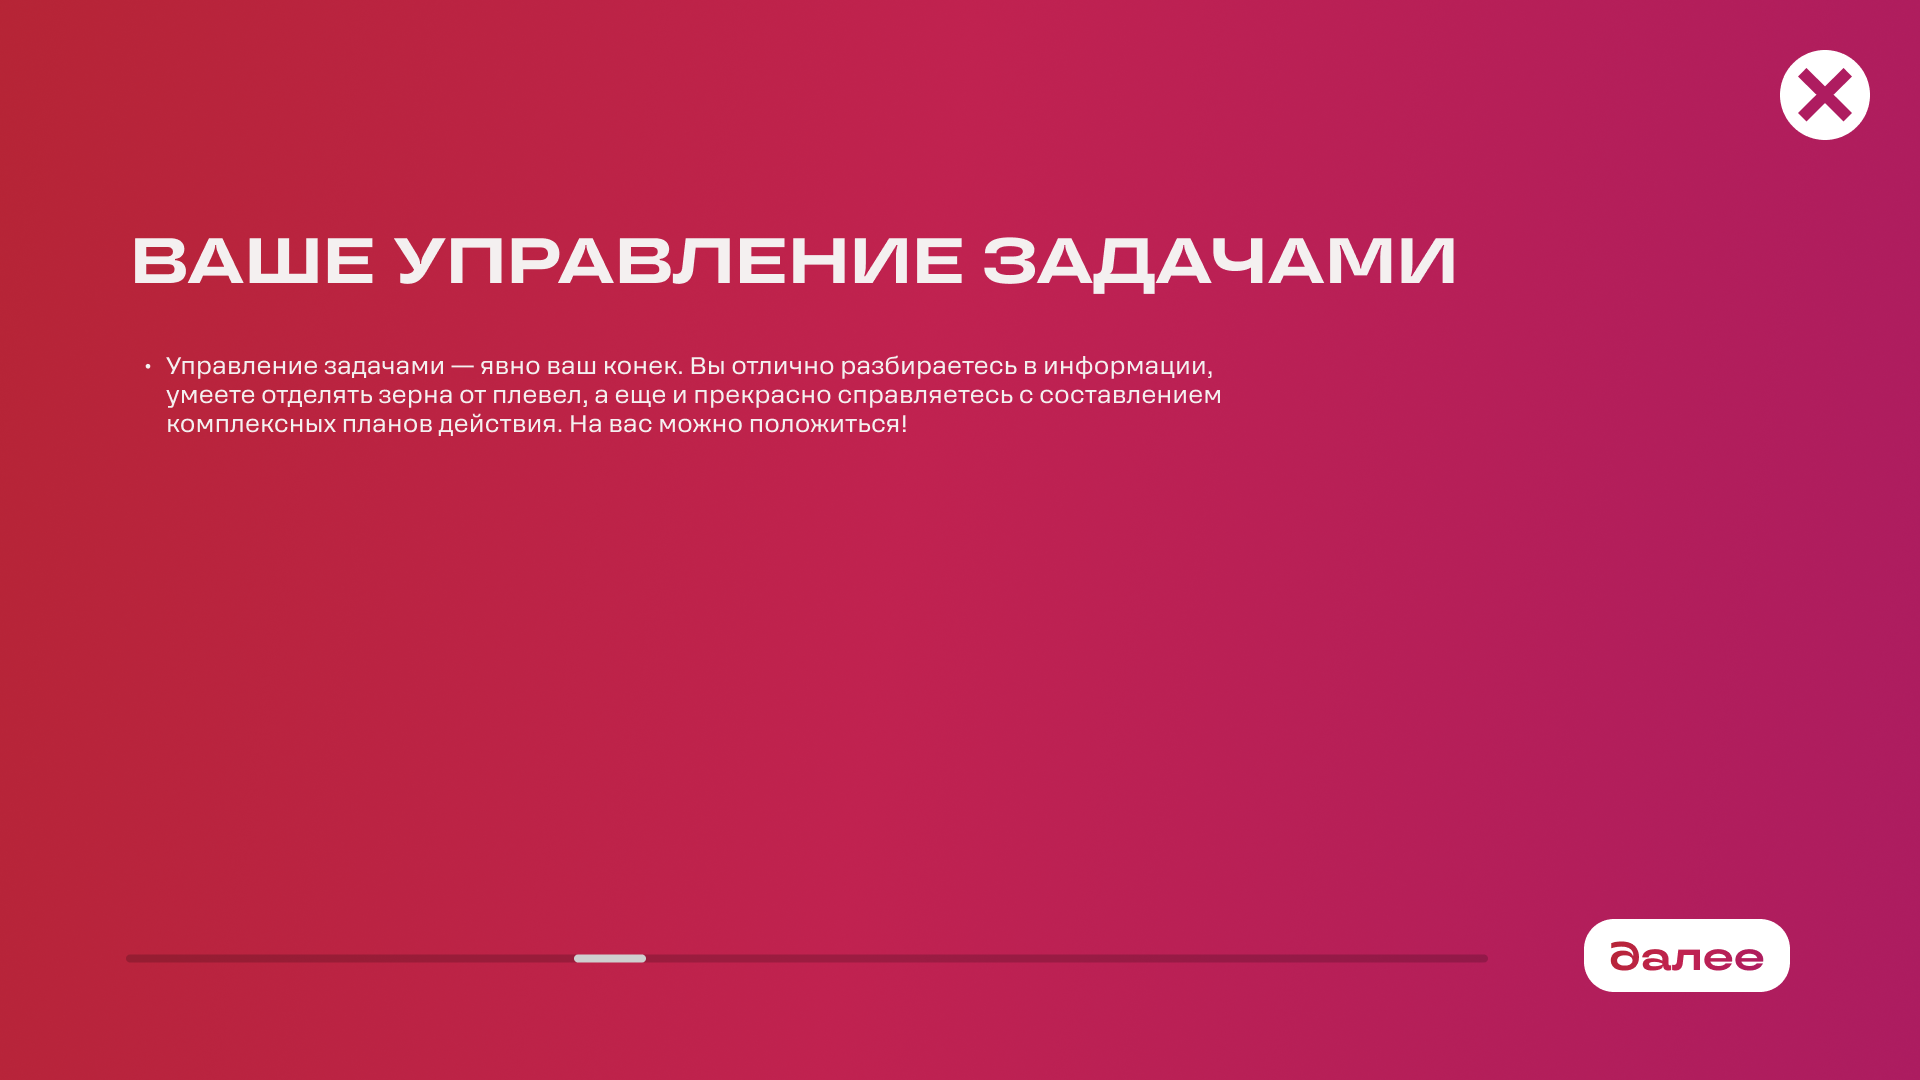 ВАШЕ УПРАВЛЕНИЕ ЗАДАЧАМИ
• Управление задачами — явно ваш конек. Вы отлично разбираетесь в информации,
умеете отделять зерна от плевел, а еще и прекрасно справляетесь с составлением
комплексных планов действия. На вас можно положиться!
далее